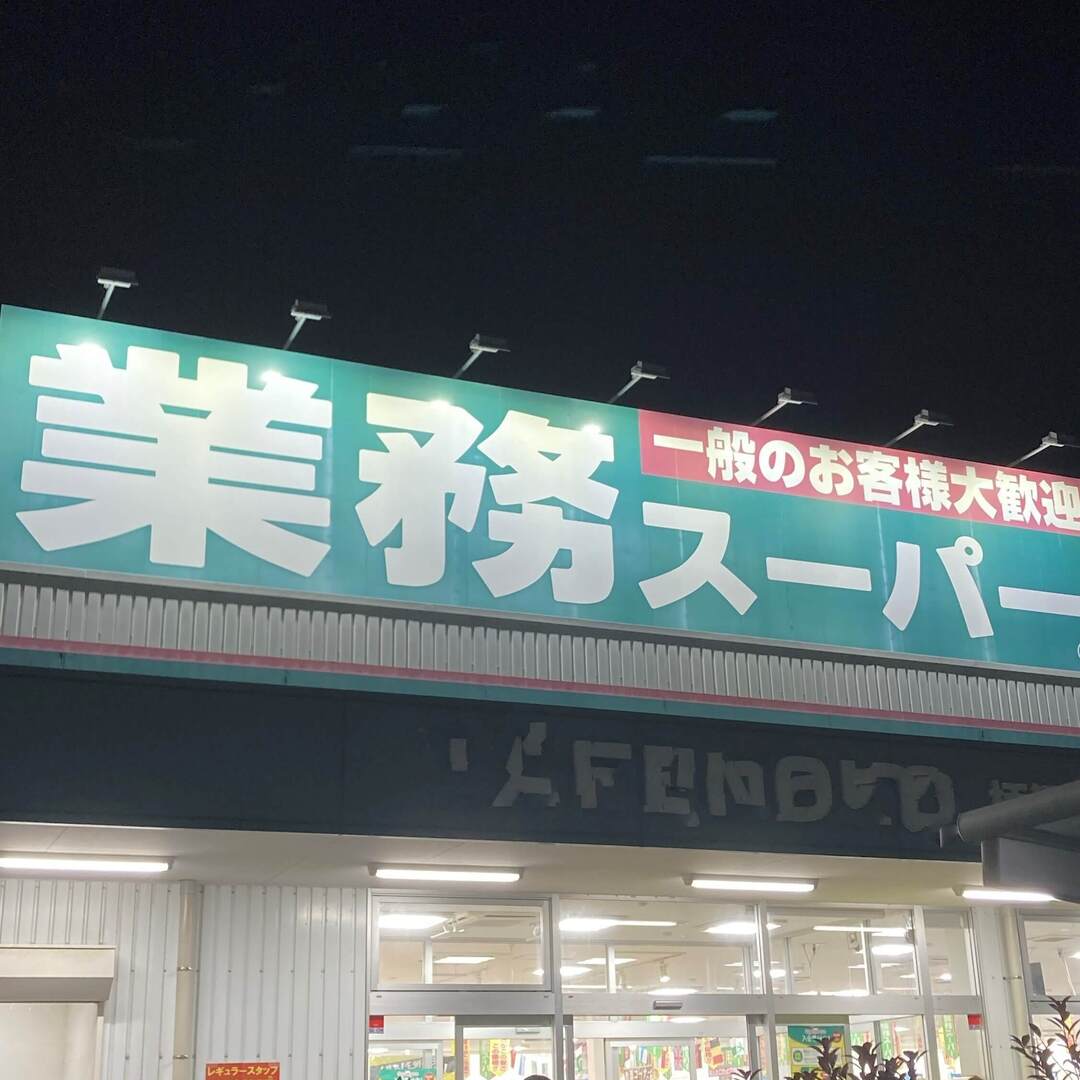 業務スーパー
一般のお客様大歓迎
レギュラースタッフ